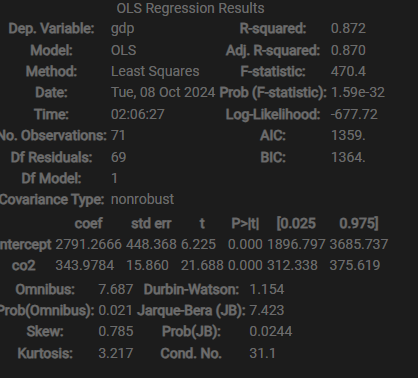 OLS Regression Results
Dep. Variable: gdp R-squared: 0.872
Model: OLS Adj. R-squared: 0.870
Method: Least Squares F-statistic: 470.4
Date: Tue, 08 Oct 2024 Prob (F-statistic): 1.59e-32
Time: 02:06:27 Log-Likelihood: -677.72
No. Observations: 71 AIC: 1359.
Df Residuals: 69 BIC: 1364.
Df Model: 1
Covariance Type: nonrobust
coef std err t P>|t| [0.025 0.975]
ntercept 2791.2666 448.368 6.225 0.000 1896.797 3685.737
co2 343.9784 15.860 21.688 0.000 312.338 375.619
Omnibus: 7.687 Durbin-Watson: 1.154
Prob(Omnibus): 0.021 Jarque-Bera (JB): 7.423
Skew: 0.785 Prob(JB): 0.0244
Kurtosis: 3.217 Cond. No. 31.1